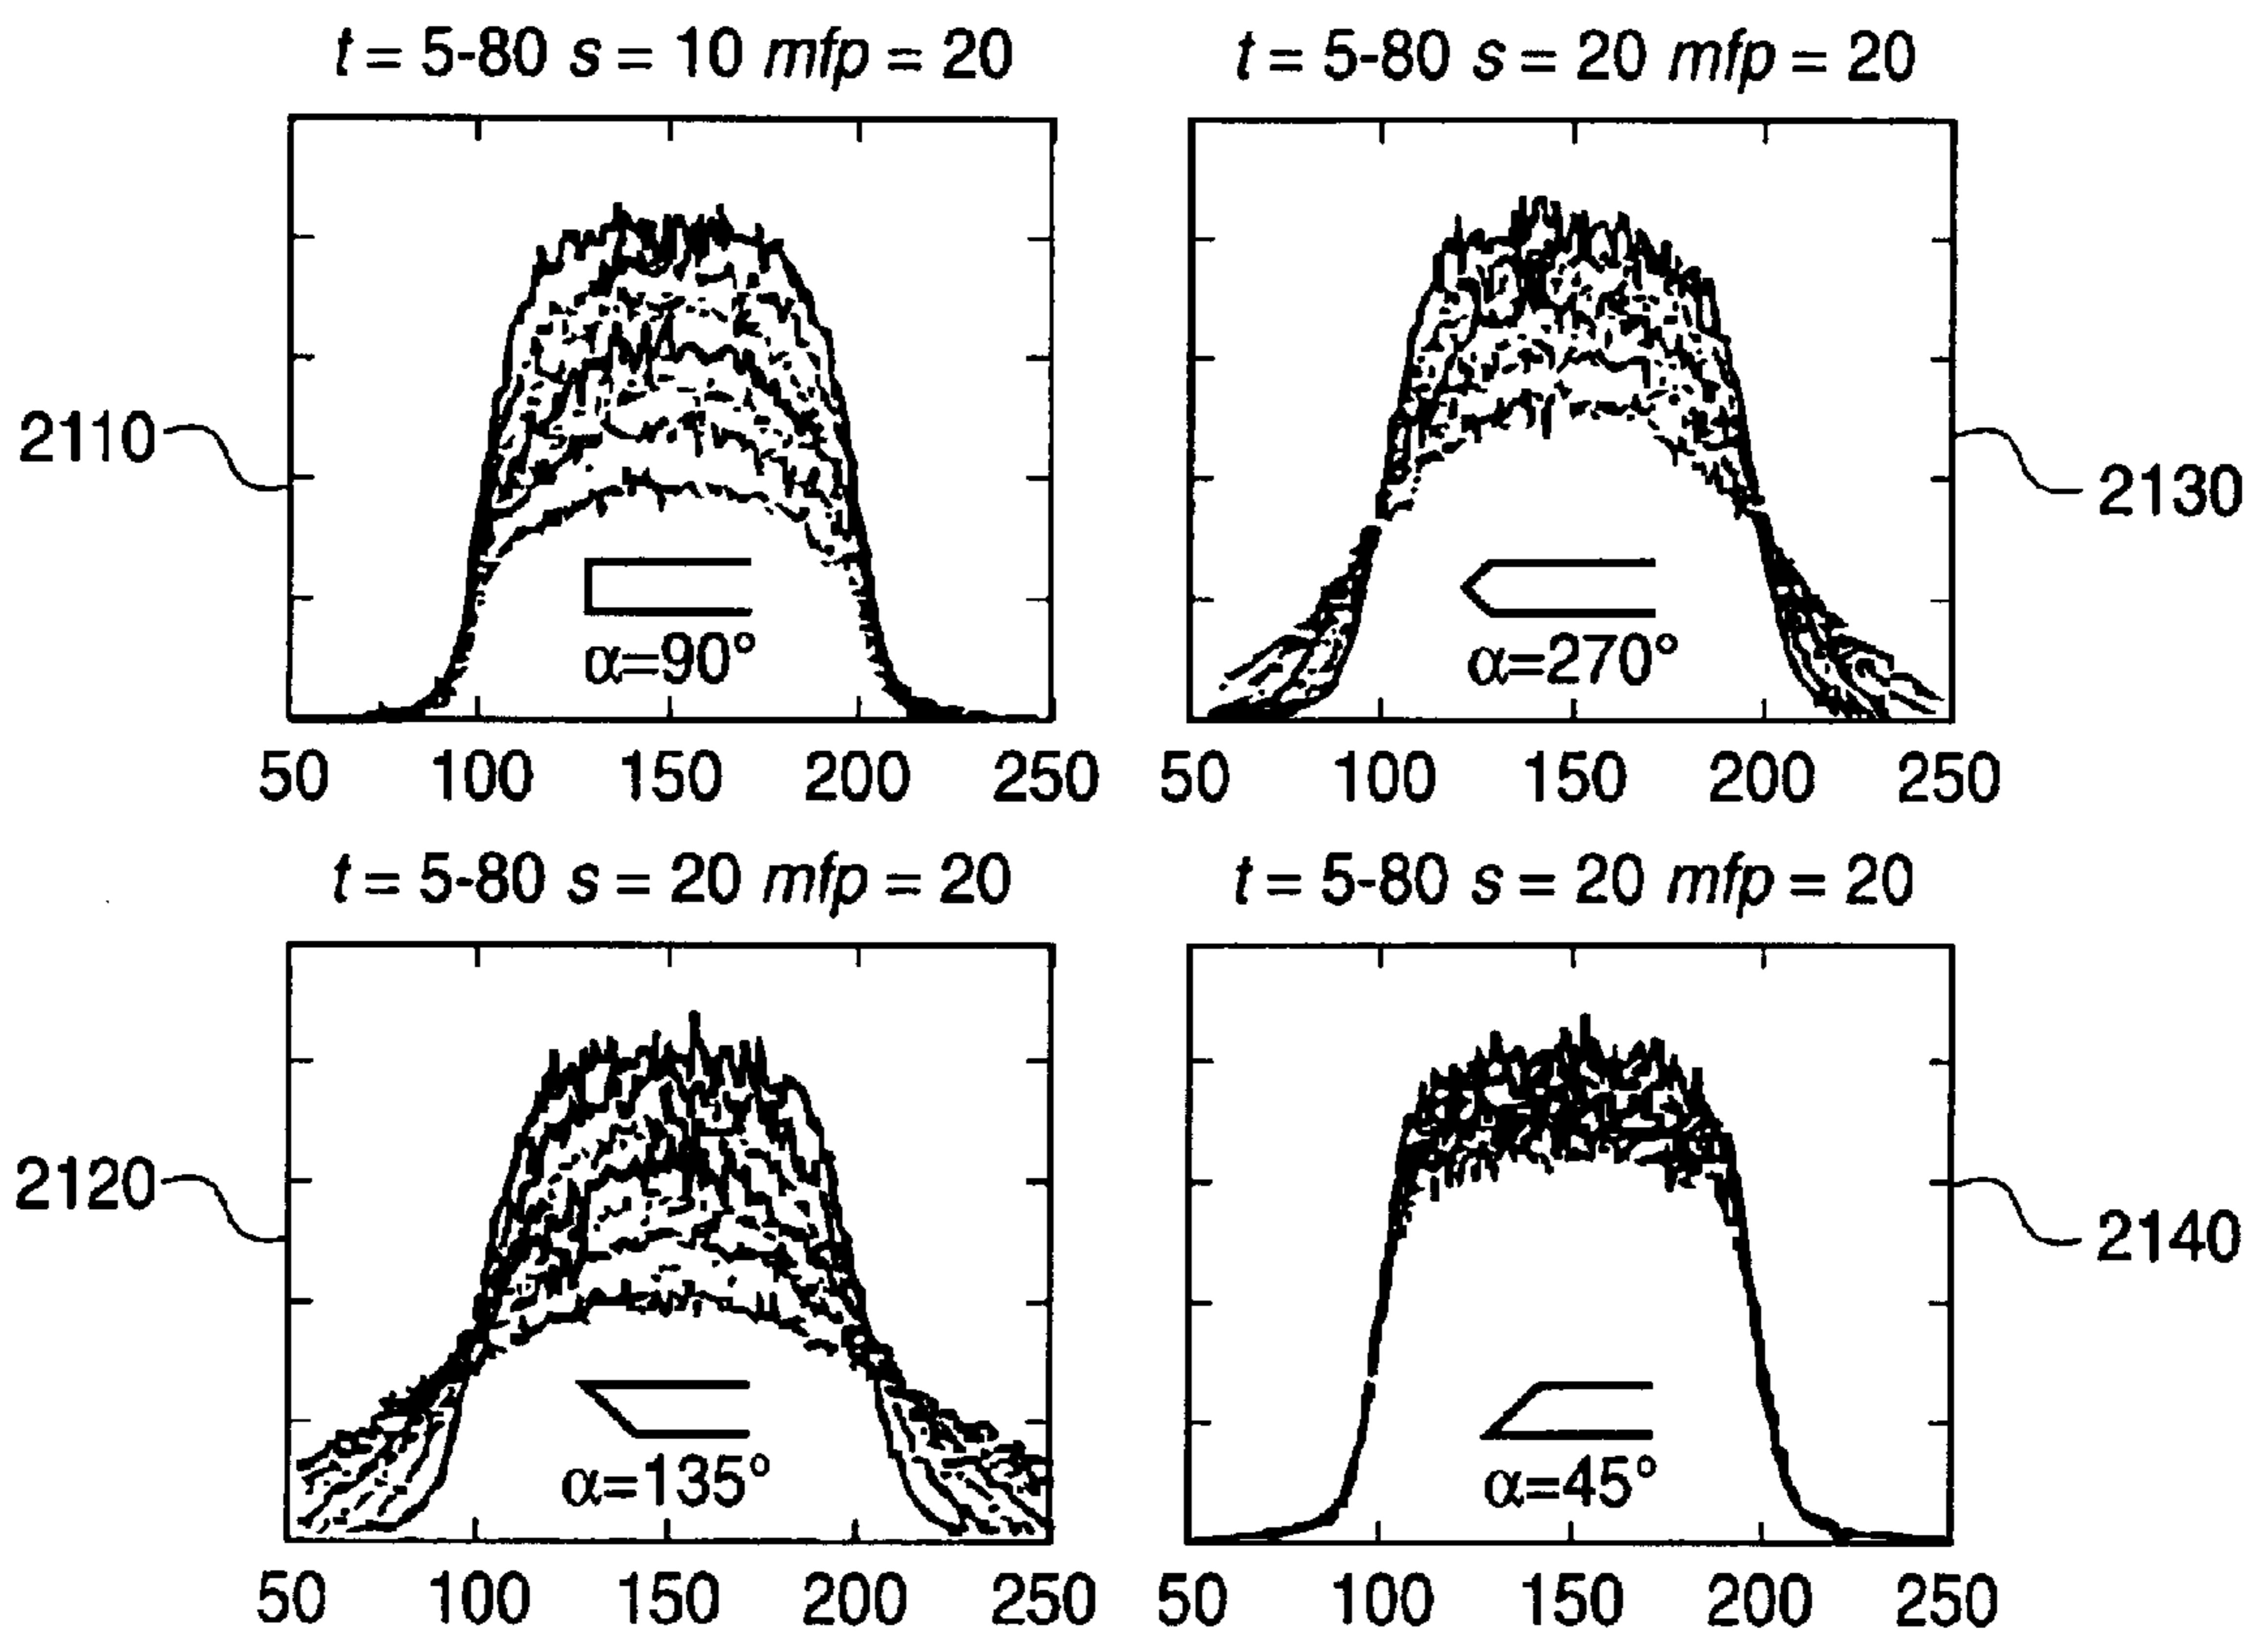 t = 5-80 s = 10 mfp = 20
t = 5-80 s = 20 mfp = 20
2110
2130
α=90°
α=270°
50 100 150 200 250
50 100 150 200 250
t = 5-80 s = 20 mfp = 20
t = 5-80 s = 20 mfp = 20
2120
2140
α=135°
α=45°
50 100 150 200 250
50 100 150 200 250